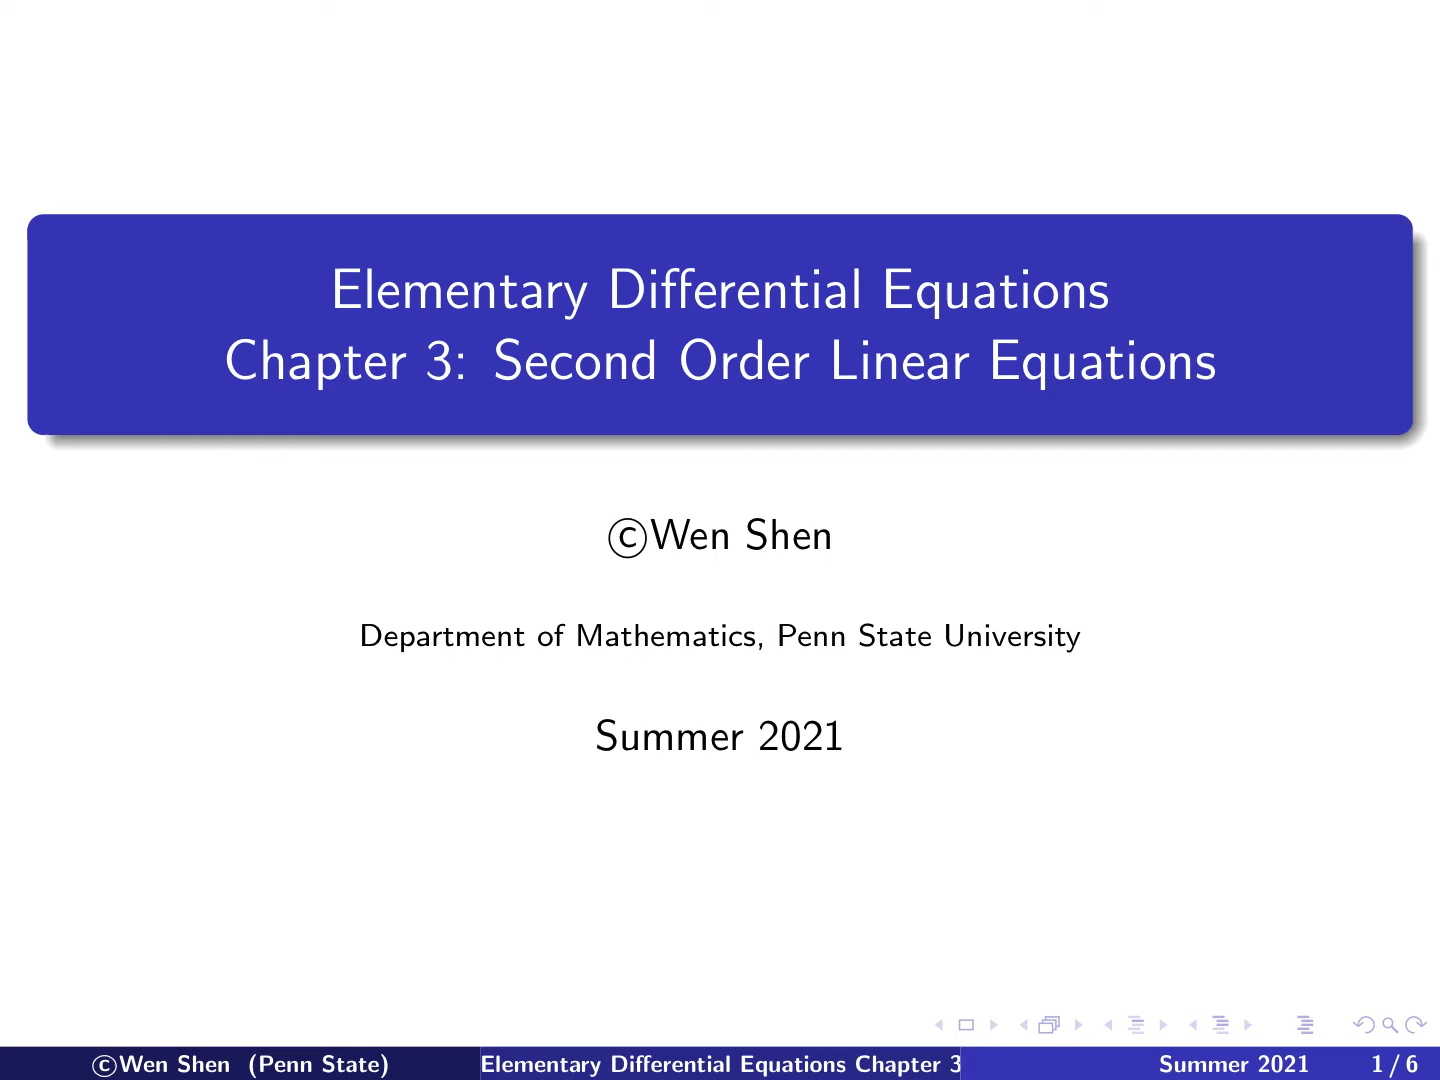 Elementary Differential Equations
Chapter 3: Second Order Linear Equations
©Wen Shen
Department of Mathematics, Penn State University
Summer 2021
©Wen Shen (Penn State) Elementary Differential Equations Chapter 3 Summer 2021 1 / 6